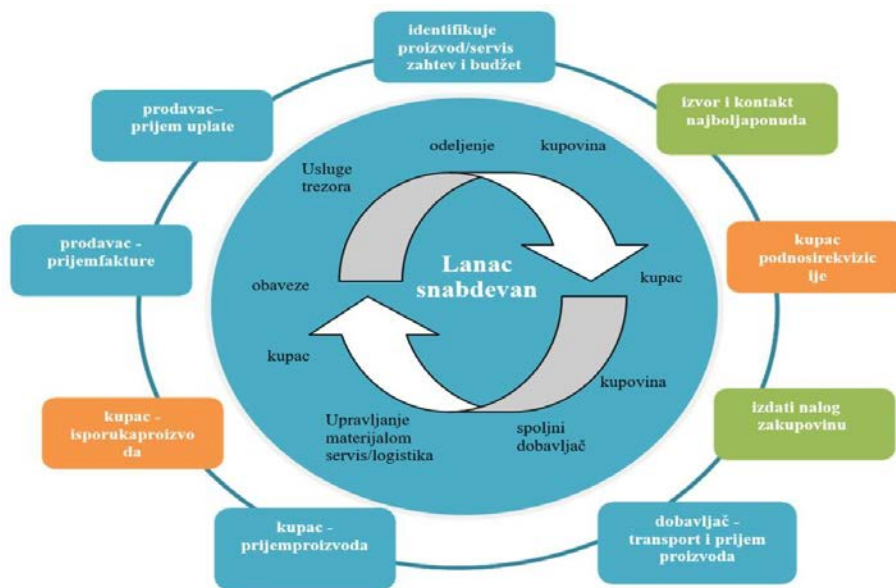 identifikuje
proizvod/servis
zahtev i budžet
izvor i kontakt
najboljaponuda
kupac
podnosirekvizic
ije
izdati nalog
zakupovinu
dobavljač -
transport i prijem
proizvoda
kupac -
prijemproizvoda
kupac -
isporukaproizvo
da
prodavac -
prijemfakture
prodavac–
prijem uplate
odeljenje
kupovina
kupac
kupovina
spoljni
dobavljač
Upravljanje
materijalom
servis/logistika
kupac
obaveze
Usluge
trezora
Lanac
snabdevan